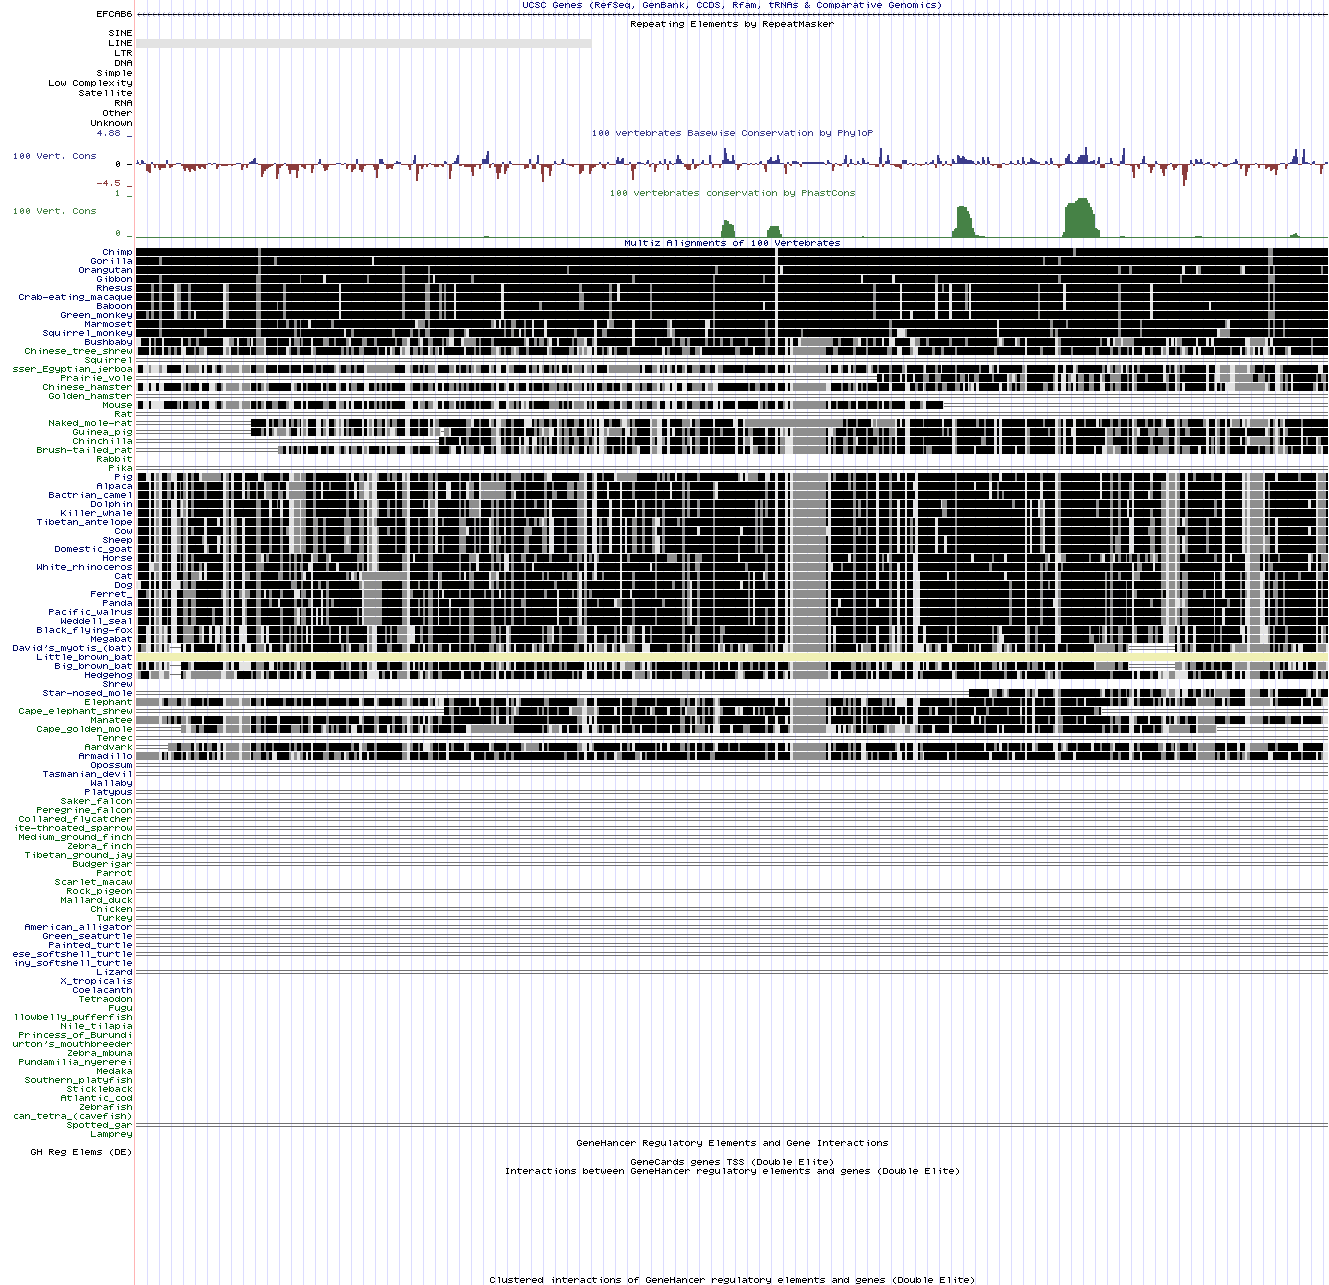 UCSC Genes (RefSeq, GenBank, CCDS, Rfam, tRNAs & Comparative Genomics)
EFCAB6
Repeating Elements by RepeatMasker
SINE
LINE
LTR
DNA
Simple
Low Complexity
Satellite
RNA
Other
Unknown
4.88 _
100 vertebrates Basewise Conservation by PhyloP
100 Vert. Cons
0 -
-4.5 _
1 _
100 vertebrates conservation by PhastCons
100 Vert. Cons
0 _
Multiz Alignments of 100 Vertebrates
Chimp
Gorilla
Orangutan
Gibbon
Rhesus
Crab-eating_macaque
Baboon
Green_monkey
Marmoset
Squirrel_monkey
Bushbaby
Chinese_tree_shrew
Squirrel
sser_Egyptian_jerboa
Prairie_vole
Chinese_hamster
Golden_hamster
Mouse
Rat
Naked_mole-rat
Guinea_pig
Chinchilla
Brush-tailed_rat
Rabbit
Pika
Pig
Alpaca
Bactrian_camel
Dolphin
Killer_whale
Tibetan_antelope
Cow
Sheep
Domestic_goat
Horse
White_rhinoceros
Cat
Dog
Ferret_
Panda
Pacific_walrus
Weddell_seal
Black_flying-fox
Megabat
David's_myotis_(bat)
Little_brown_bat
Big_brown_bat
Hedgehog
Shrew
Star-nosed_mole
Elephant
Cape_elephant_shrew
Manatee
Cape_golden_mole
Tenrec
Aardvark
Armadillo
Opossum
Tasmanian_devil
Wallaby
Platypus
Saker_falcon
Peregrine_falcon
Collared_flycatcher
ite-throated_sparrow
Medium_ground_finch
Zebra_finch
Tibetan_ground_jay
Budgerigar
Parrot
Scarlet_macaw
Rock_pigeon
Mallard_duck
Chicken
Turkey
American_alligator
Green_seaturtle
Painted_turtle
ese_softshell_turtle
iny_softshell_turtle
Lizard
X_tropicalis
Coelacanth
Tetraodon
Fugu
llowbelly_pufferfish
Nile_tilapia
Princess_of_Burundi
urton's_mouthbreeder
Zebra_mbuna
Pundamilia_nyererei
Medaka
Southern_platyfish
Stickleback
Atlantic_cod
Zebrafish
can_tetra_(cavefish)
Spotted_gar
Lamprey
GeneHancer Regulatory Elements and Gene Interactions
GH Reg Elems (DE)
GeneCards genes TSS (Double Elite)
Interactions between GeneHancer regulatory elements and genes (Double Elite)
Clustered interactions of GeneHancer regulatory elements and genes (Double Elite)